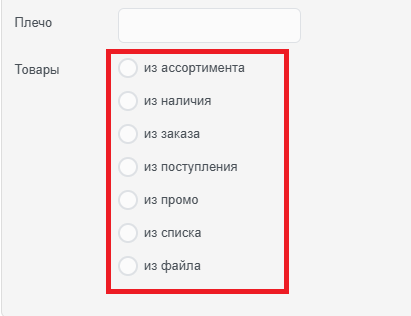 Плечо
Товары
из ассортимента
из наличия
из заказа
из поступления
из промо
из списка
из файла